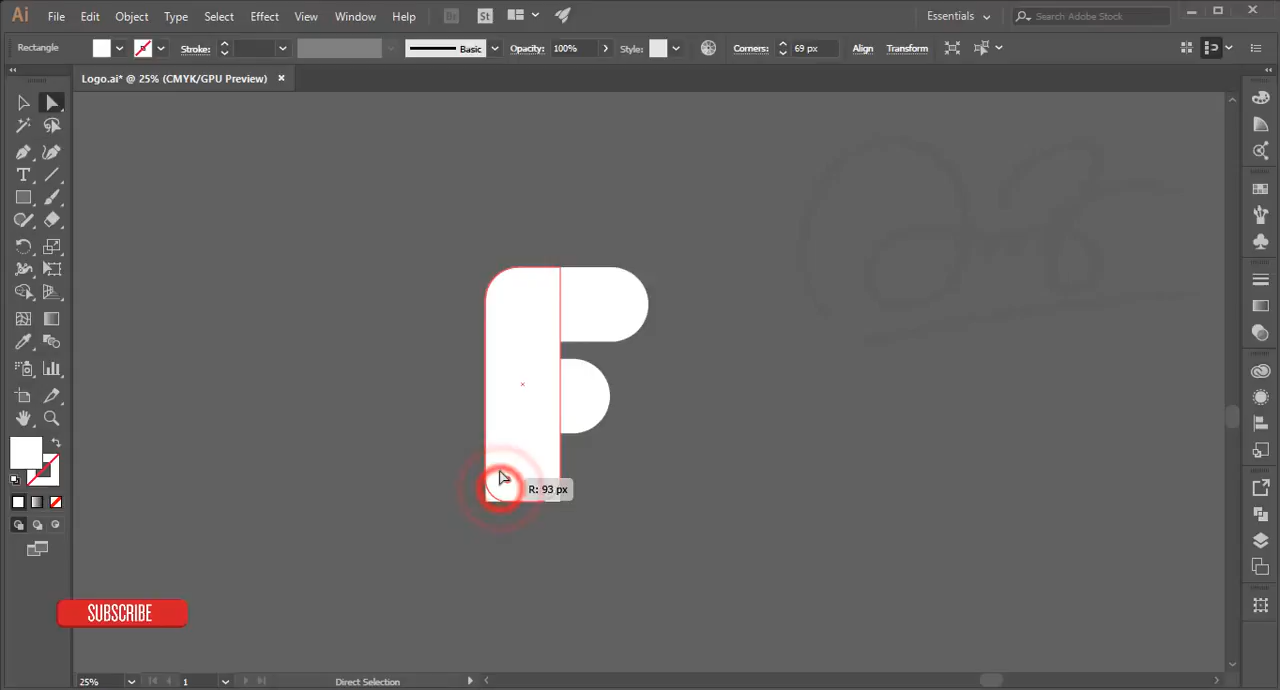 Ai File Edit Object Type Select Effect View Window Help Br St Essentials Search Adobe Stock
Rectangle Stroke: Basic Opacity: 100% Style: Corners: 69 px Align Transform
Logo.ai* @ 25% (CMYK/GPU Preview)
T
F
R: 93 px
SUBSCRIBE
25% 1 Direct Selection